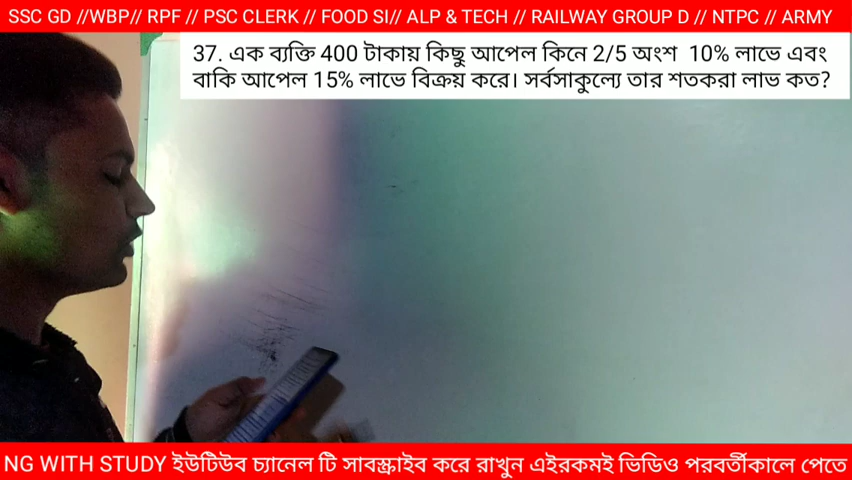 SSC GD //WBP// RPF // PSC CLERK // FOOD SI// ALP & TECH // RAILWAY GROUP D // NTPC // ARMY
37. এক ব্যক্তি 400 টাকায় কিছু আপেল কিনে 2/5 অংশ 10% লাভে এবং
বাকি আপেল 15% লাভে বিক্রয় করে। সর্বসাকুল্যে তার শতকরা লাভ কত?
NG WITH STUDY ইউটিউব চ্যানেল টি সাবস্ক্রাইব করে রাখুন এইরকমই ভিডিও পরবর্তীকালে পেতে